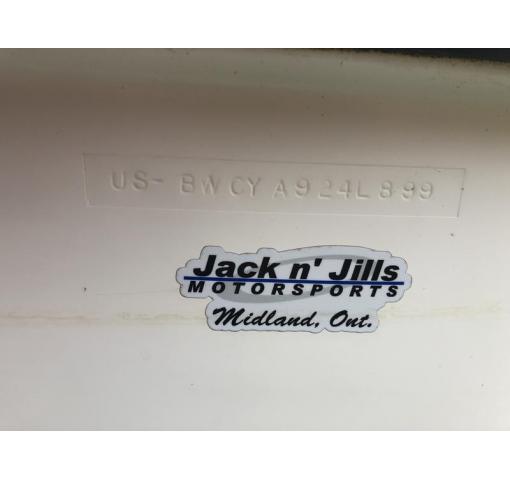 US- BWCYA924L899
Jack n' Jills
MOTORSPORTS
Midland, Ont.